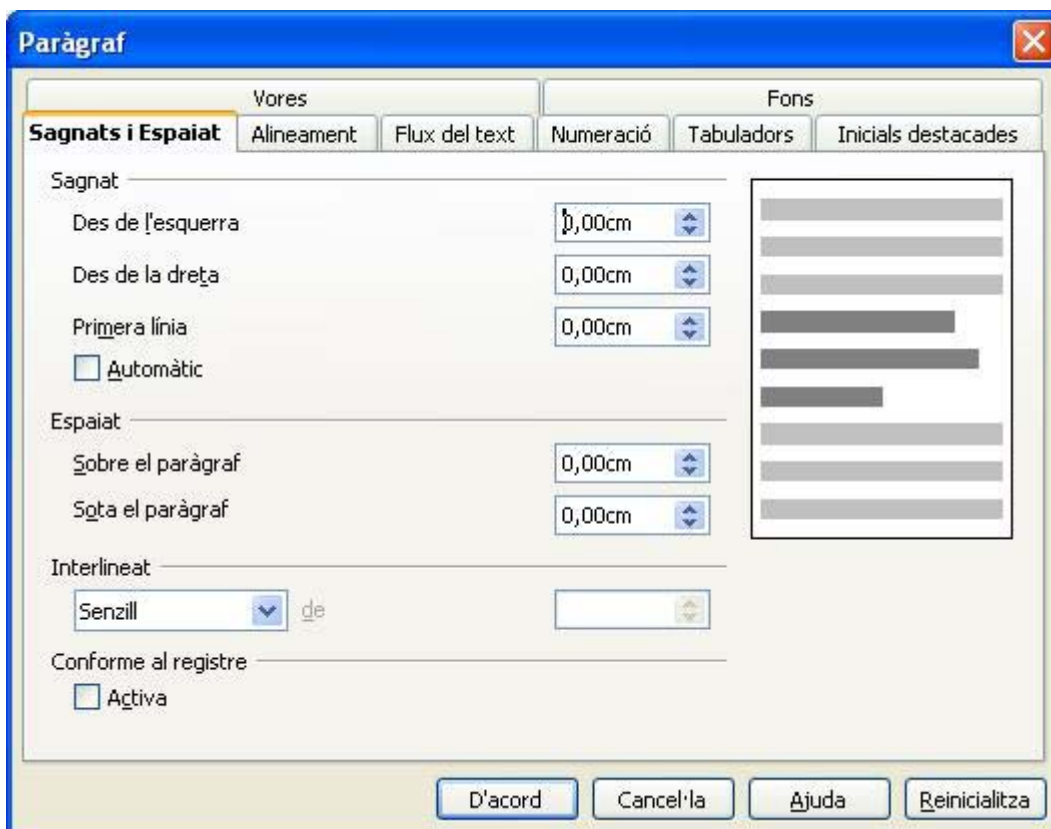 Paràgraf
Vores Fons
Sagnats i Espaiat Alineament Flux del text Numeració Tabuladors Inicials destacades
Sagnat
Des de l'esquerra 0,00cm
Des de la dreta 0,00cm
Primera línia 0,00cm
Automàtic
Espaiat
Sobre el paràgraf 0,00cm
Sota el paràgraf 0,00cm
Interlineat
Senzill de
Conforme al registre
Activa
D'acord Cancel·la Ajuda Reinicialitza